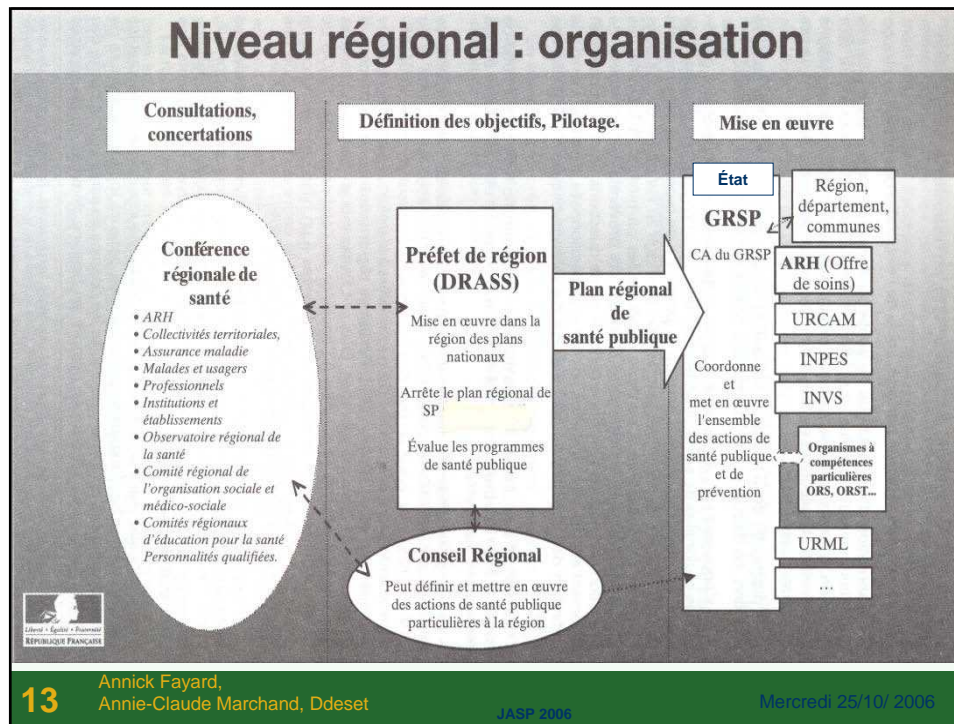 Niveau régional : organisation
Consultations,
concertations
Définition des objectifs, Pilotage.
Mise en œuvre
Conférence
régionale de
santé
• ARH
• Collectivités territoriales,
• Assurance maladie
• Malades et usagers
• Professionnels
• Institutions et
établissements
• Observatoire régional de
la santé
• Comité régional de
l'organisation sociale et
médico-sociale
• Comités régionaux
d'éducation pour la santé
Personnalités qualifiées.
Préfet de région
(DRASS)
Mise en œuvre dans la
région des plans
nationaux
Arrête le plan régional de
SP
Évalue les programmes
de santé publique
Conseil Régional
Peut définir et mettre en œuvre
des actions de santé publique
particulières à la région
Plan régional
de
santé publique
État
GRSP
CA du GRSP
Coordonne
et
met en œuvre
l'ensemble
des actions de
santé publique
et de
prévention
Région,
département,
communes
ARH (Offre
de soins)
URCAM
INPES
INVS
Organismes à
compétences
particulières
ORS, ORST...
URML
...
Liberté • Égalité • Fraternité
RÉPUBLIQUE FRANÇAISE
13
Annick Fayard,
Annie-Claude Marchand, Ddeset
JASP 2006
Mercredi 25/10/ 2006